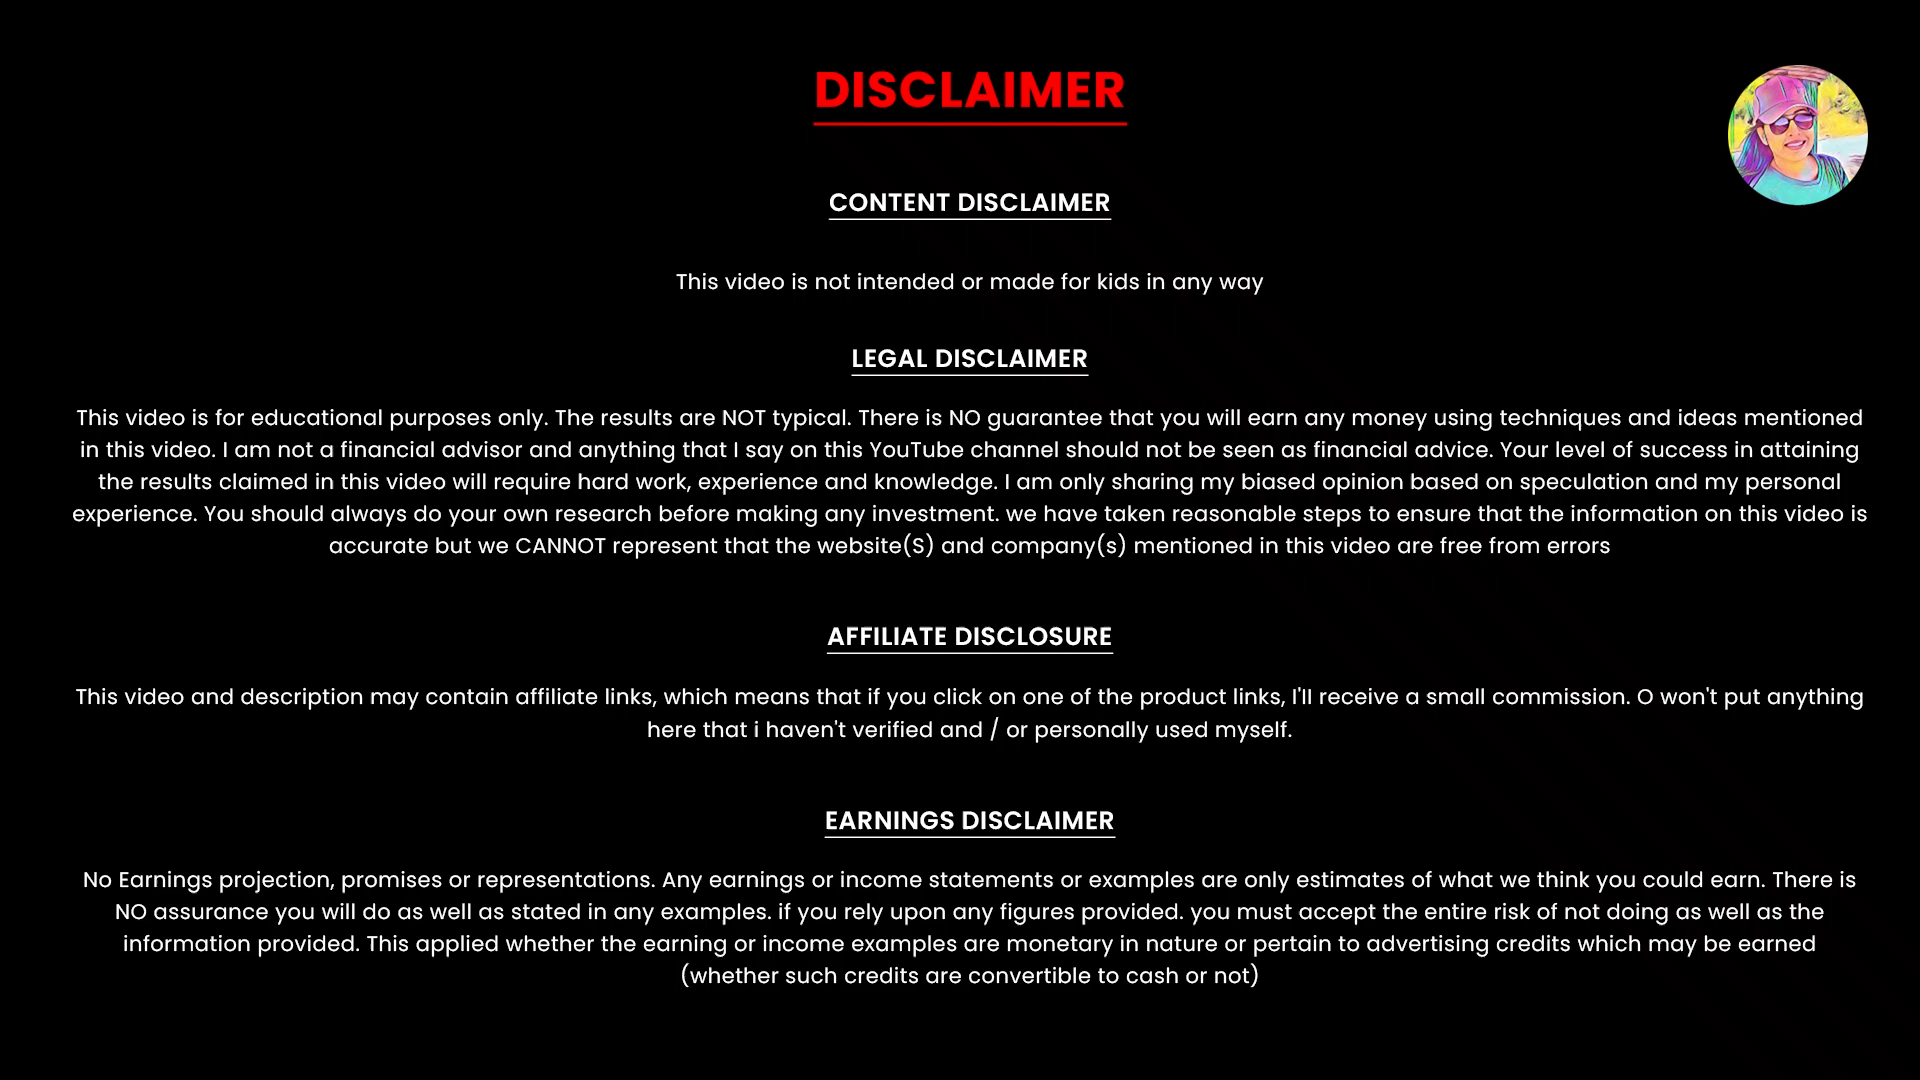 DISCLAIMER
CONTENT DISCLAIMER
This video is not intended or made for kids in any way
LEGAL DISCLAIMER
This video is for educational purposes only. The results are NOT typical. There is NO guarantee that you will earn any money using techniques and ideas mentioned
in this video. I am not a financial advisor and anything that I say on this YouTube channel should not be seen as financial advice. Your level of success in attaining
the results claimed in this video will require hard work, experience and knowledge. I am only sharing my biased opinion based on speculation and my personal
experience. You should always do your own research before making any investment. we have taken reasonable steps to ensure that the information on this video is
accurate but we CANNOT represent that the website(S) and company(s) mentioned in this video are free from errors
AFFILIATE DISCLOSURE
This video and description may contain affiliate links, which means that if you click on one of the product links, I'II receive a small commission. O won't put anything
here that i haven't verified and / or personally used myself.
EARNINGS DISCLAIMER
No Earnings projection, promises or representations. Any earnings or income statements or examples are only estimates of what we think you could earn. There is
NO assurance you will do as well as stated in any examples. if you rely upon any figures provided. you must accept the entire risk of not doing as well as the
information provided. This applied whether the earning or income examples are monetary in nature or pertain to advertising credits which may be earned
(whether such credits are convertible to cash or not)